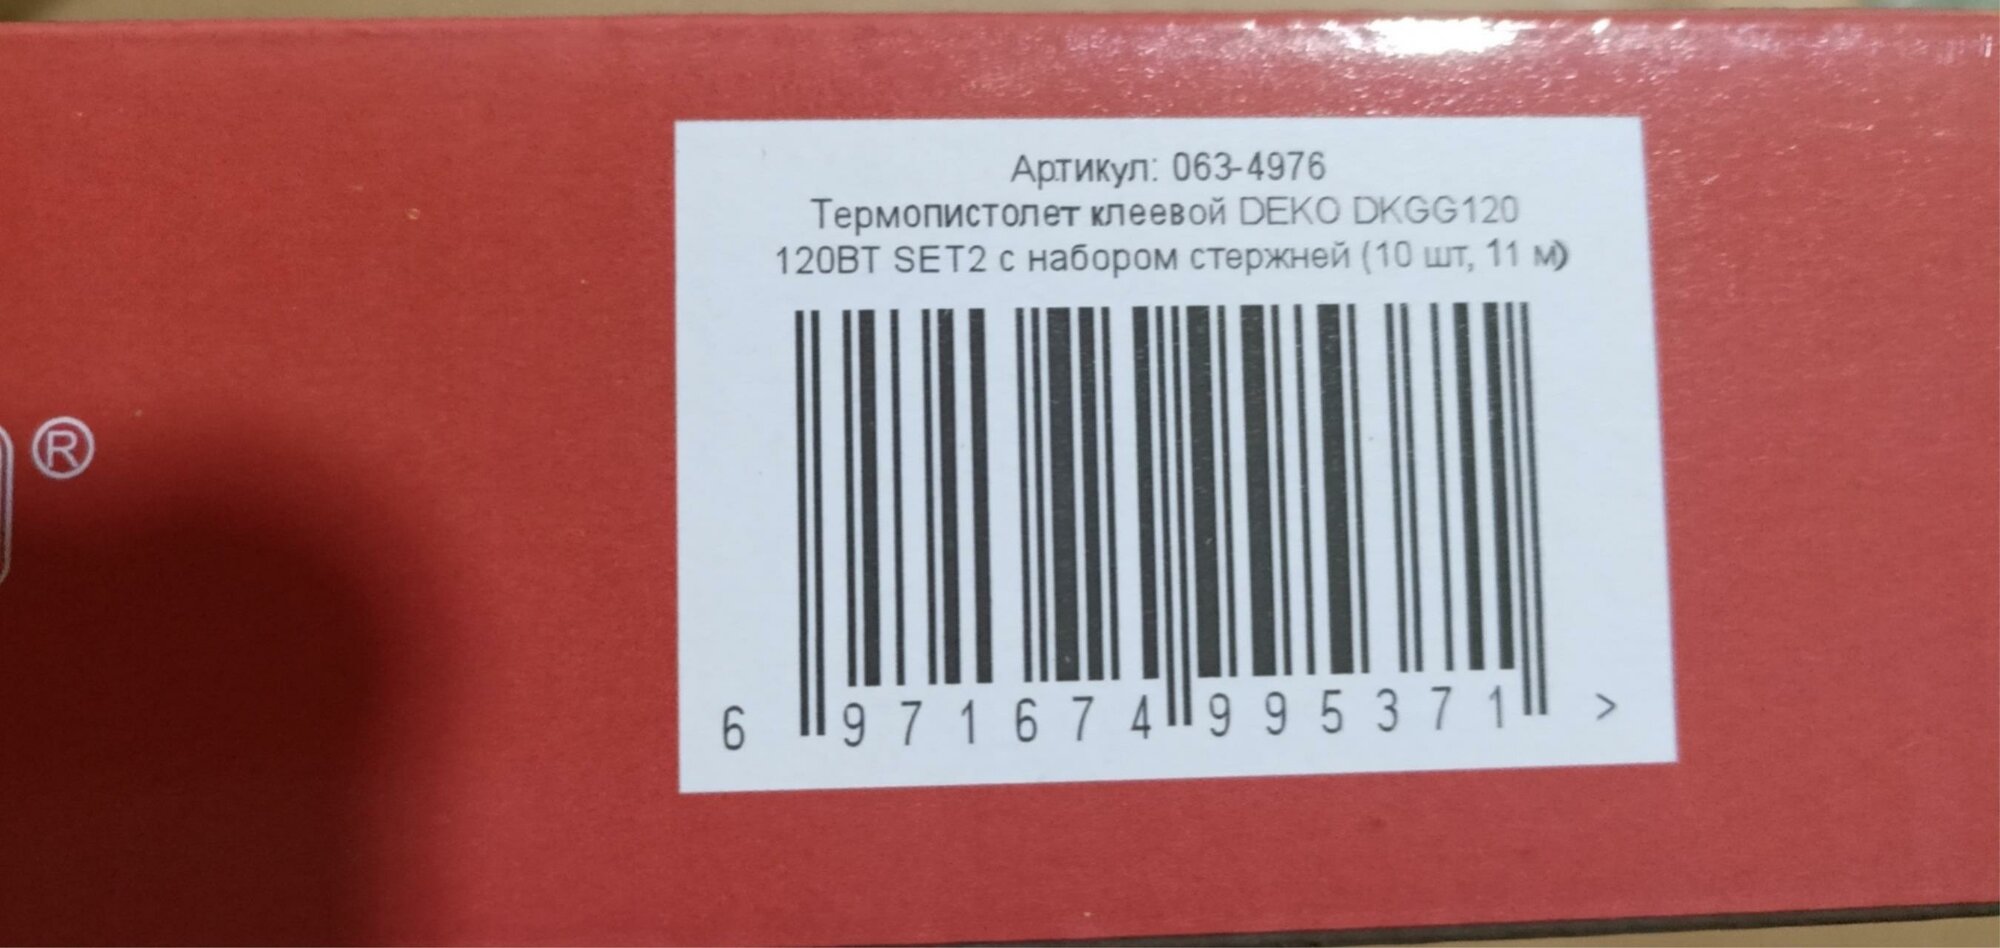 Артикул: 063-4976
Термопистолет клеевой DEKO DKGG120
120ВТ SET2 с набором стержней (10 шт, 11 м)
6 971674 995371 >
®